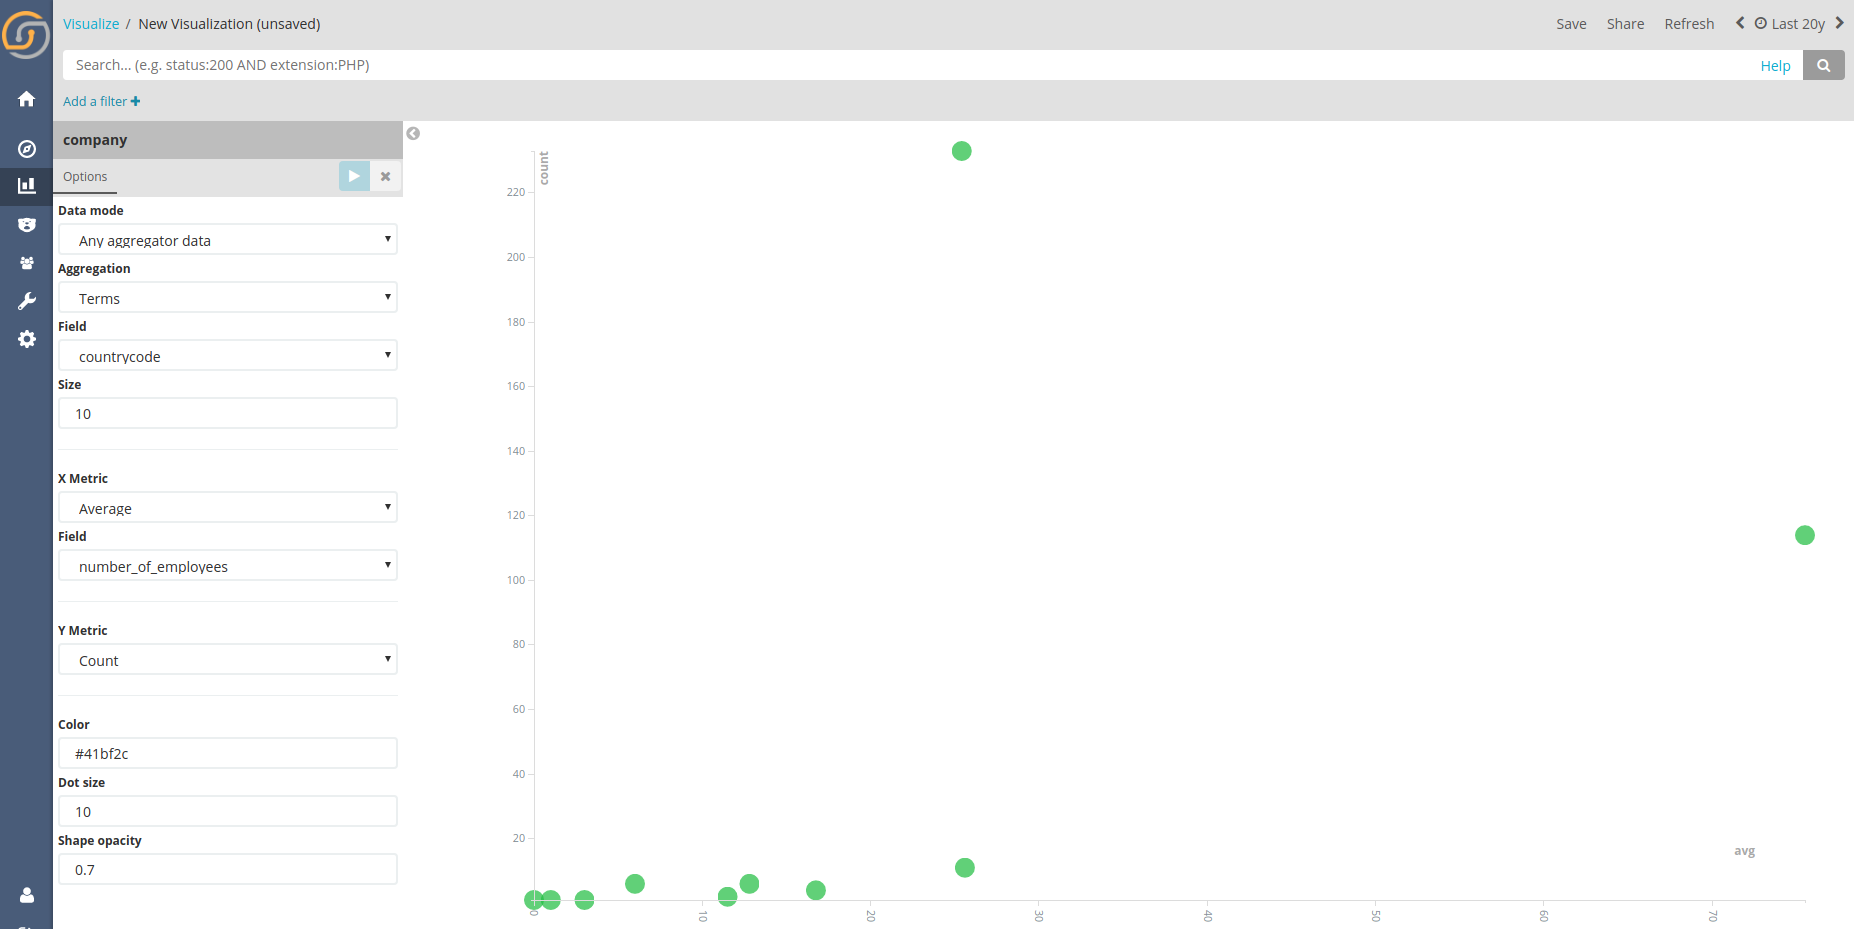 Visualize / New Visualization (unsaved)
Save Share Refresh Last 20y
Search... (e.g. status:200 AND extension:PHP)
Help
Add a filter
company
Options
Data mode
Any aggregator data
Aggregation
Terms
Field
countrycode
Size
10
X Metric
Average
Field
number_of_employees
Y Metric
Count
Color
#41bf2c
Dot size
10
Shape opacity
0.7
count
220
200
180
160
140
120
100
80
60
40
20
avg
0 10 20 30 40 50 60 70